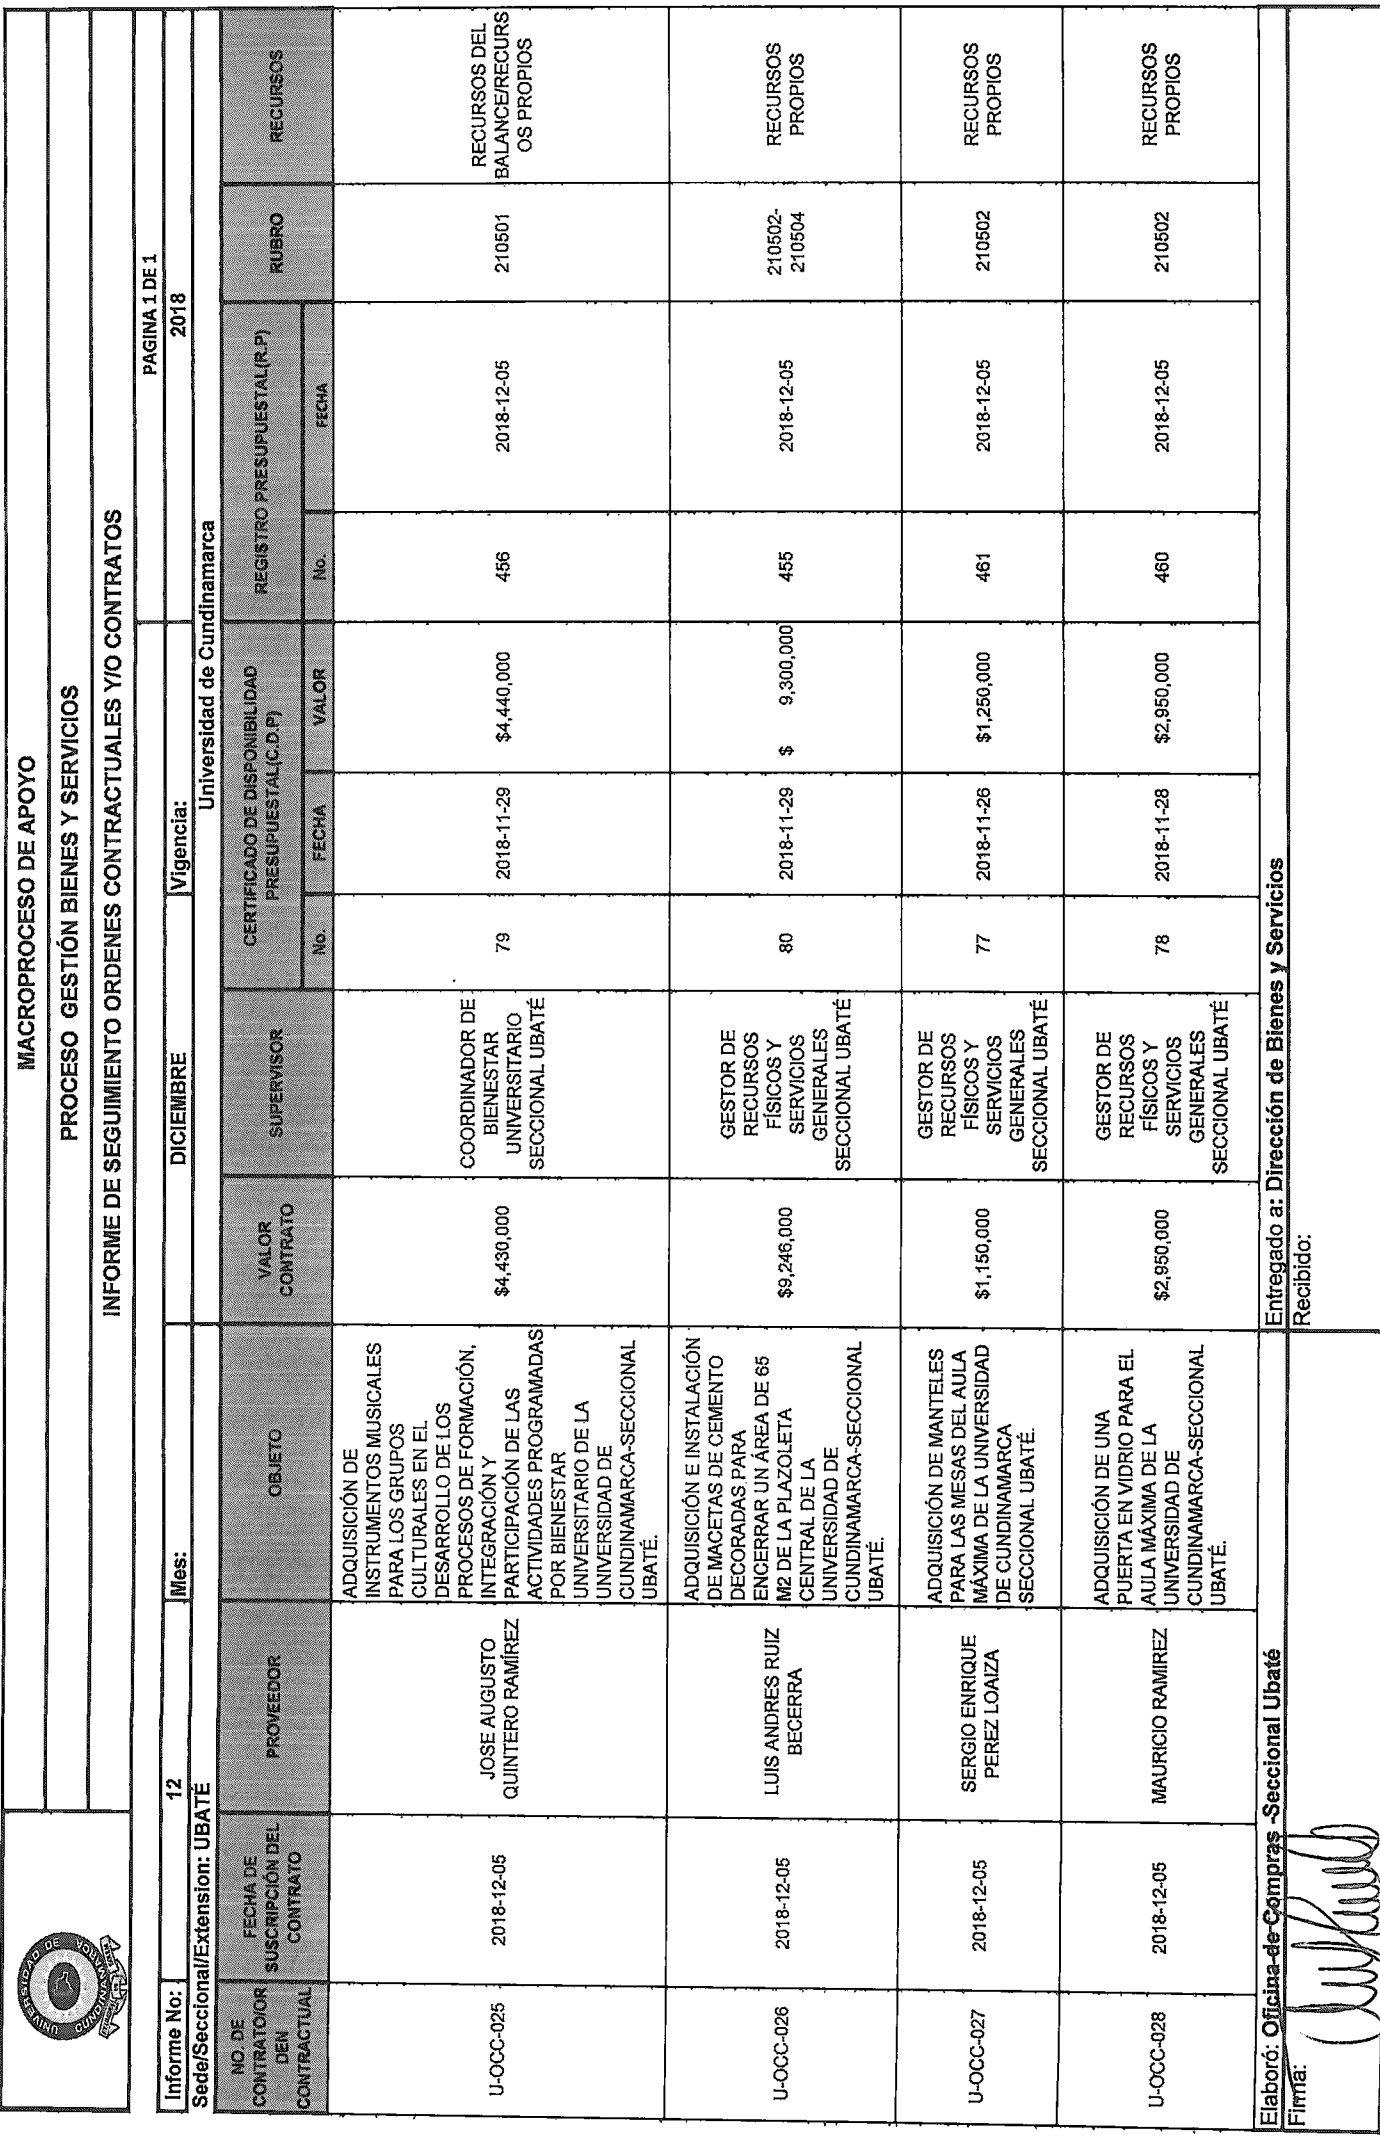 UNIVERSIDAD DE
CUNDINAMARCA
MACROPROCESO DE APOYO
PROCESO GESTIÓN BIENES Y SERVICIOS
INFORME DE SEGUIMIENTO ORDENES CONTRACTUALES Y/O CONTRATOS
PAGINA 1 DE 1
Informe No: 12 Mes: DICIEMBRE Vigencia: 2018
Sede/Seccional/Extension: UBATÉ Universidad de Cundinamarca
NO. DE
CONTRATO/OR
DEN
CONTRACTUAL
FECHA DE
SUSCRIPCIÓN DEL
CONTRATO
PROVEEDOR
OBJETO
VALOR
CONTRATO
SUPERVISOR
CERTIFICADO DE DISPONIBILIDAD
PRESUPUESTAL(C.D.P)
No. FECHA VALOR
REGISTRO PRESUPUESTAL(R.P)
No. FECHA
RUBRO
RECURSOS
U-OCC-025
2018-12-05
JOSE AUGUSTO
QUINTERO RAMÍREZ
ADQUISICIÓN DE
INSTRUMENTOS MUSICALES
PARA LOS GRUPOS
CULTURALES EN EL
DESARROLLO DE LOS
PROCESOS DE FORMACIÓN,
INTEGRACIÓN Y
PARTICIPACIÓN DE LAS
ACTIVIDADES PROGRAMADAS
POR BIENESTAR
UNIVERSITARIO DE LA
UNIVERSIDAD DE
CUNDINAMARCA-SECCIONAL
UBATÉ.
$4,430,000
COORDINADOR DE
BIENESTAR
UNIVERSITARIO
SECCIONAL UBATÉ
79
2018-11-29
$4,440,000
456
2018-12-05
210501
RECURSOS DEL
BALANCE/RECURS
OS PROPIOS
U-OCC-026
2018-12-05
LUIS ANDRES RUIZ
BECERRA
ADQUISICIÓN E INSTALACIÓN
DE MACETAS DE CEMENTO
DECORADAS PARA
ENCERRAR UN ÁREA DE 65
M2 DE LA PLAZOLETA
CENTRAL DE LA
UNIVERSIDAD DE
CUNDINAMARCA-SECCIONAL
UBATÉ.
$9,246,000
GESTOR DE
RECURSOS
FÍSICOS Y
SERVICIOS
GENERALES
SECCIONAL UBATÉ
80
2018-11-29
$ 9,300,000
455
2018-12-05
210502-
210504
RECURSOS
PROPIOS
U-OCC-027
2018-12-05
SERGIO ENRIQUE
PEREZ LOAIZA
ADQUISICIÓN DE MANTELES
PARA LAS MESAS DEL AULA
MÁXIMA DE LA UNIVERSIDAD
DE CUNDINAMARCA
SECCIONAL UBATÉ.
$1,150,000
GESTOR DE
RECURSOS
FÍSICOS Y
SERVICIOS
GENERALES
SECCIONAL UBATÉ
77
2018-11-26
$1,250,000
461
2018-12-05
210502
RECURSOS
PROPIOS
U-OCC-028
2018-12-05
MAURICIO RAMIREZ
ADQUISICIÓN DE UNA
PUERTA EN VIDRIO PARA EL
AULA MÁXIMA DE LA
UNIVERSIDAD DE
CUNDINAMARCA-SECCIONAL
UBATÉ.
$2,950,000
GESTOR DE
RECURSOS
FÍSICOS Y
SERVICIOS
GENERALES
SECCIONAL UBATÉ
78
2018-11-28
$2,950,000
460
2018-12-05
210502
RECURSOS
PROPIOS
Elaboró: Oficina de Compras -Seccional Ubaté
Entregado a: Dirección de Bienes y Servicios
Firma:
Recibido: